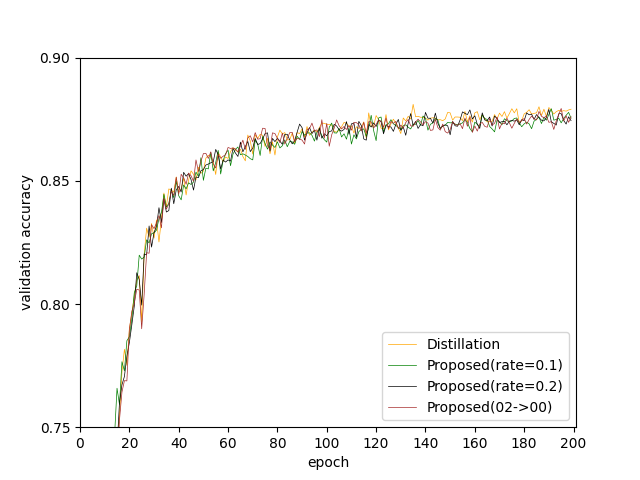 0.90
0.85
0.80
0.75
validation accuracy
Distillation
Proposed(rate=0.1)
Proposed(rate=0.2)
Proposed(02->00)
0 20 40 60 80 100 120 140 160 180 200
epoch